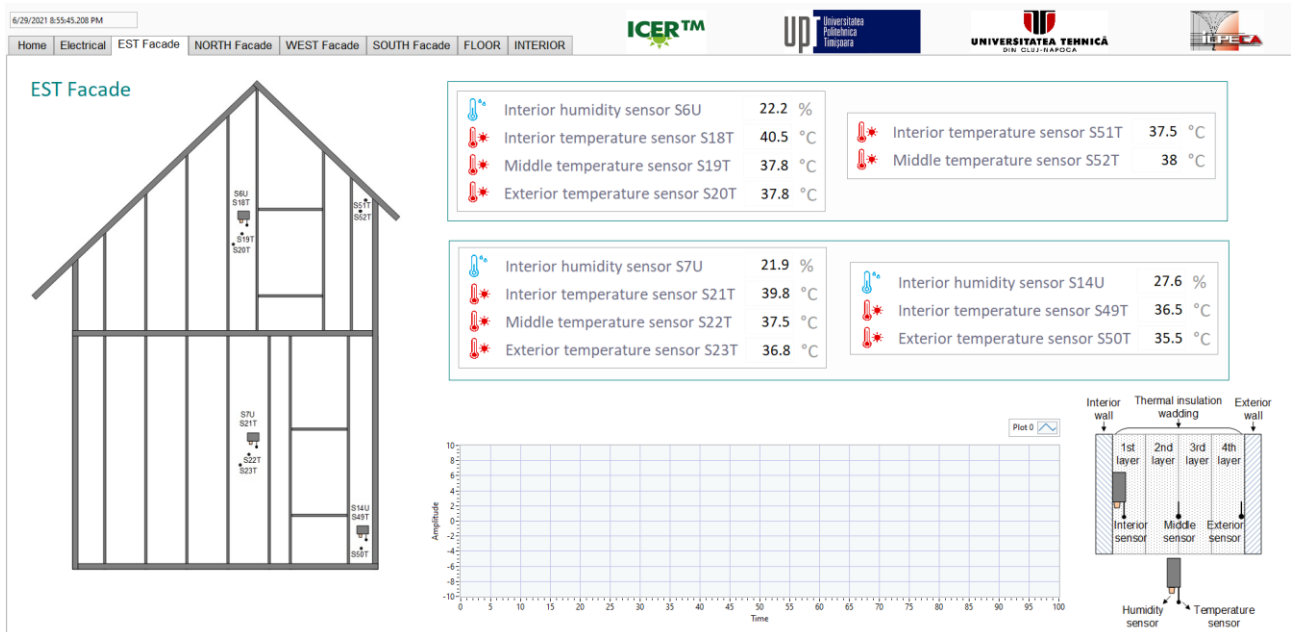 6/29/2021 8:55:45.208 PM
ICER™
UPT
Universitatea
Politehnica
Timișoara
UNIVERSITATEA TEHNICĂ
DIN CLUJ-NAPOCA
ICPECA
Home Electrical EST Facade NORTH Facade WEST Facade SOUTH Facade FLOOR INTERIOR
EST Facade
S6U
S18T
S19T
S20T
S51T
S52T
S7U
S21T
S22T
S23T
S14U
S49T
S50T
Interior humidity sensor S6U 22.2 %
Interior temperature sensor S18T 40.5 °C
Middle temperature sensor S19T 37.8 °C
Exterior temperature sensor S20T 37.8 °C
Interior temperature sensor S51T 37.5 °C
Middle temperature sensor S52T 38 °C
Interior humidity sensor S7U 21.9 %
Interior temperature sensor S21T 39.8 °C
Middle temperature sensor S22T 37.5 °C
Exterior temperature sensor S23T 36.8 °C
Interior humidity sensor S14U 27.6 %
Interior temperature sensor S49T 36.5 °C
Exterior temperature sensor S50T 35.5 °C
Plot 0
Amplitude
10
8
6
4
2
0
-2
-4
-6
-8
-10
0 5 10 15 20 25 30 35 40 45 50 55 60 65 70 75 80 85 90 95 100
Time
Interior
wall
Thermal insulation
wadding
Exterior
wall
1st
layer
2nd
layer
3rd
layer
4th
layer
Interior
sensor
Middle
sensor
Exterior
sensor
Humidity
sensor
Temperature
sensor